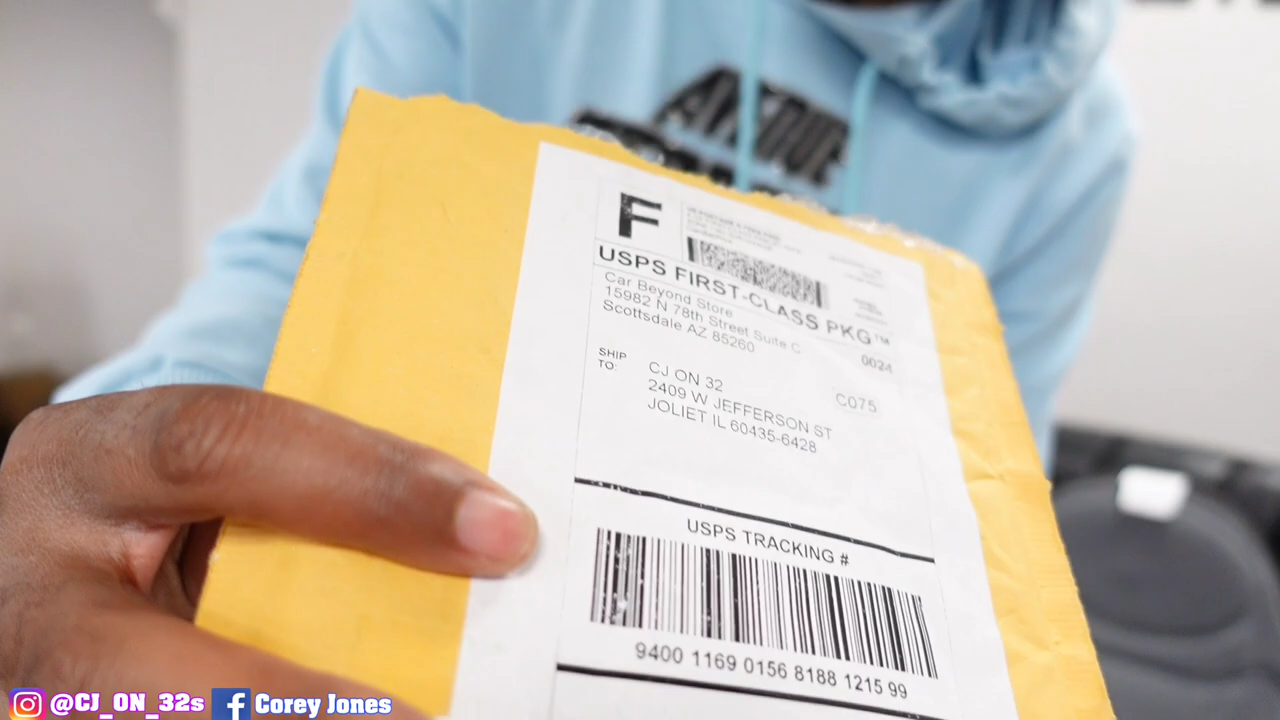 F
USPS FIRST-CLASS PKG™
Car Beyond Store
15982 N 78th Street Suite C
Scottsdale AZ 85260
0024
SHIP
TO:
C075
CJ ON 32
2409 W JEFFERSON ST
JOLIET IL 60435-6428
USPS TRACKING #
9400 1169 0156 8188 1215 99
@CJ_ON_32s Corey Jones